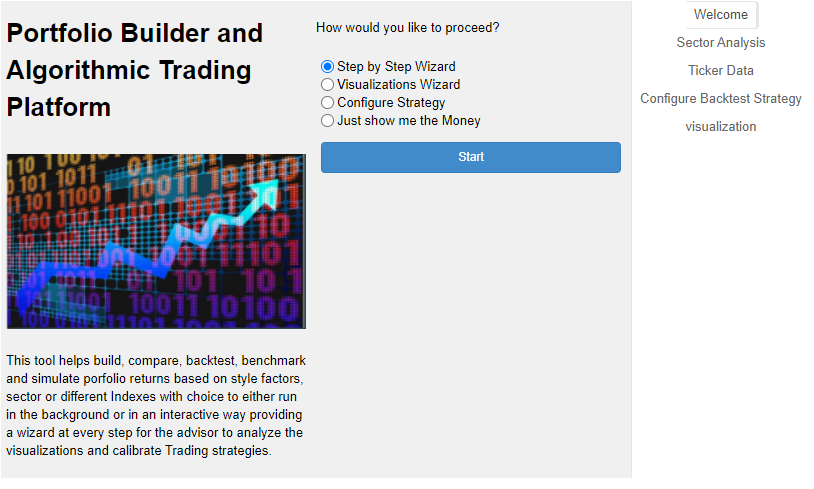 Portfolio Builder and
Algorithmic Trading
Platform
This tool helps build, compare, backtest, benchmark
and simulate porfolio returns based on style factors,
sector or different Indexes with choice to either run
in the background or in an interactive way providing
a wizard at every step for the advisor to analyze the
visualizations and calibrate Trading strategies.
How would you like to proceed?
Step by Step Wizard
Visualizations Wizard
Configure Strategy
Just show me the Money
Start
Welcome
Sector Analysis
Ticker Data
Configure Backtest Strategy
visualization